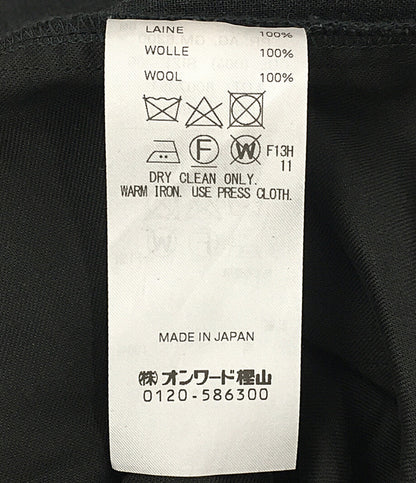 LAINE 100%
WOLLE 100%
WOOL 100%
F W F13H
11
DRY CLEAN ONLY.
WARM IRON. USE PRESS CLOTH.
MADE IN JAPAN
㈱オンワード樫山
0120-586300